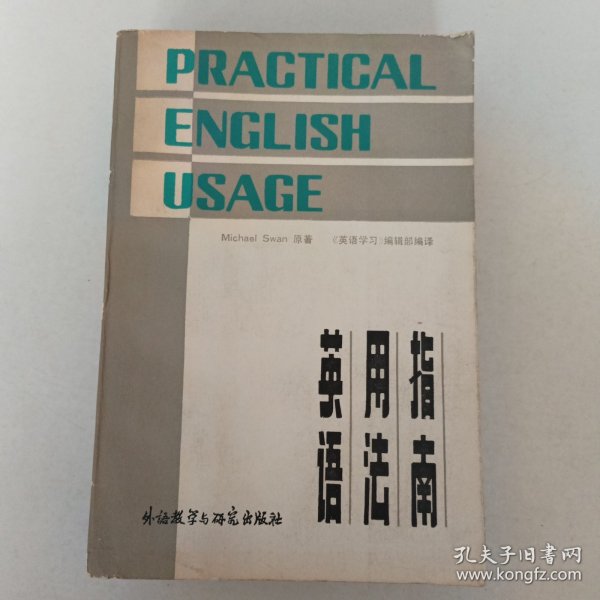 PRACTICAL
ENGLISH
USAGE
Michael Swan 原著 《英语学习》编辑部编译
英语
用法
指南
外语教学与研究出版社
孔夫子旧书网
www.kongfz.com